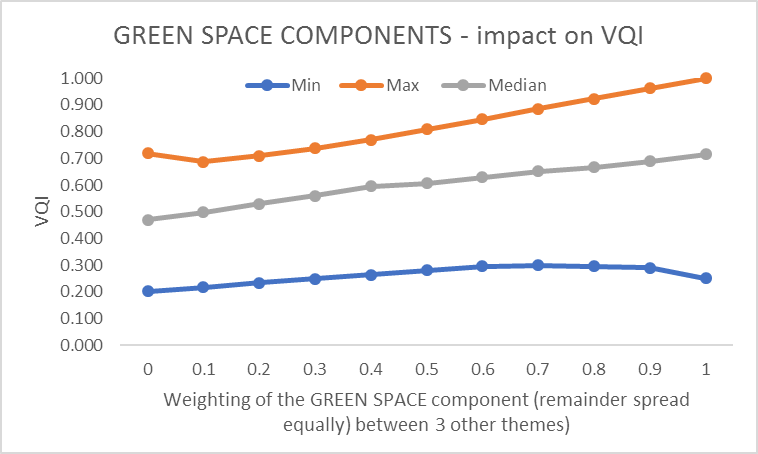 GREEN SPACE COMPONENTS - impact on VQI
1.000
0.900
0.800
0.700
0.600
0.500
0.400
0.300
0.200
0.100
0.000
Min Max Median
VQI
0 0.1 0.2 0.3 0.4 0.5 0.6 0.7 0.8 0.9 1
Weighting of the GREEN SPACE component (remainder spread
equally) between 3 other themes)